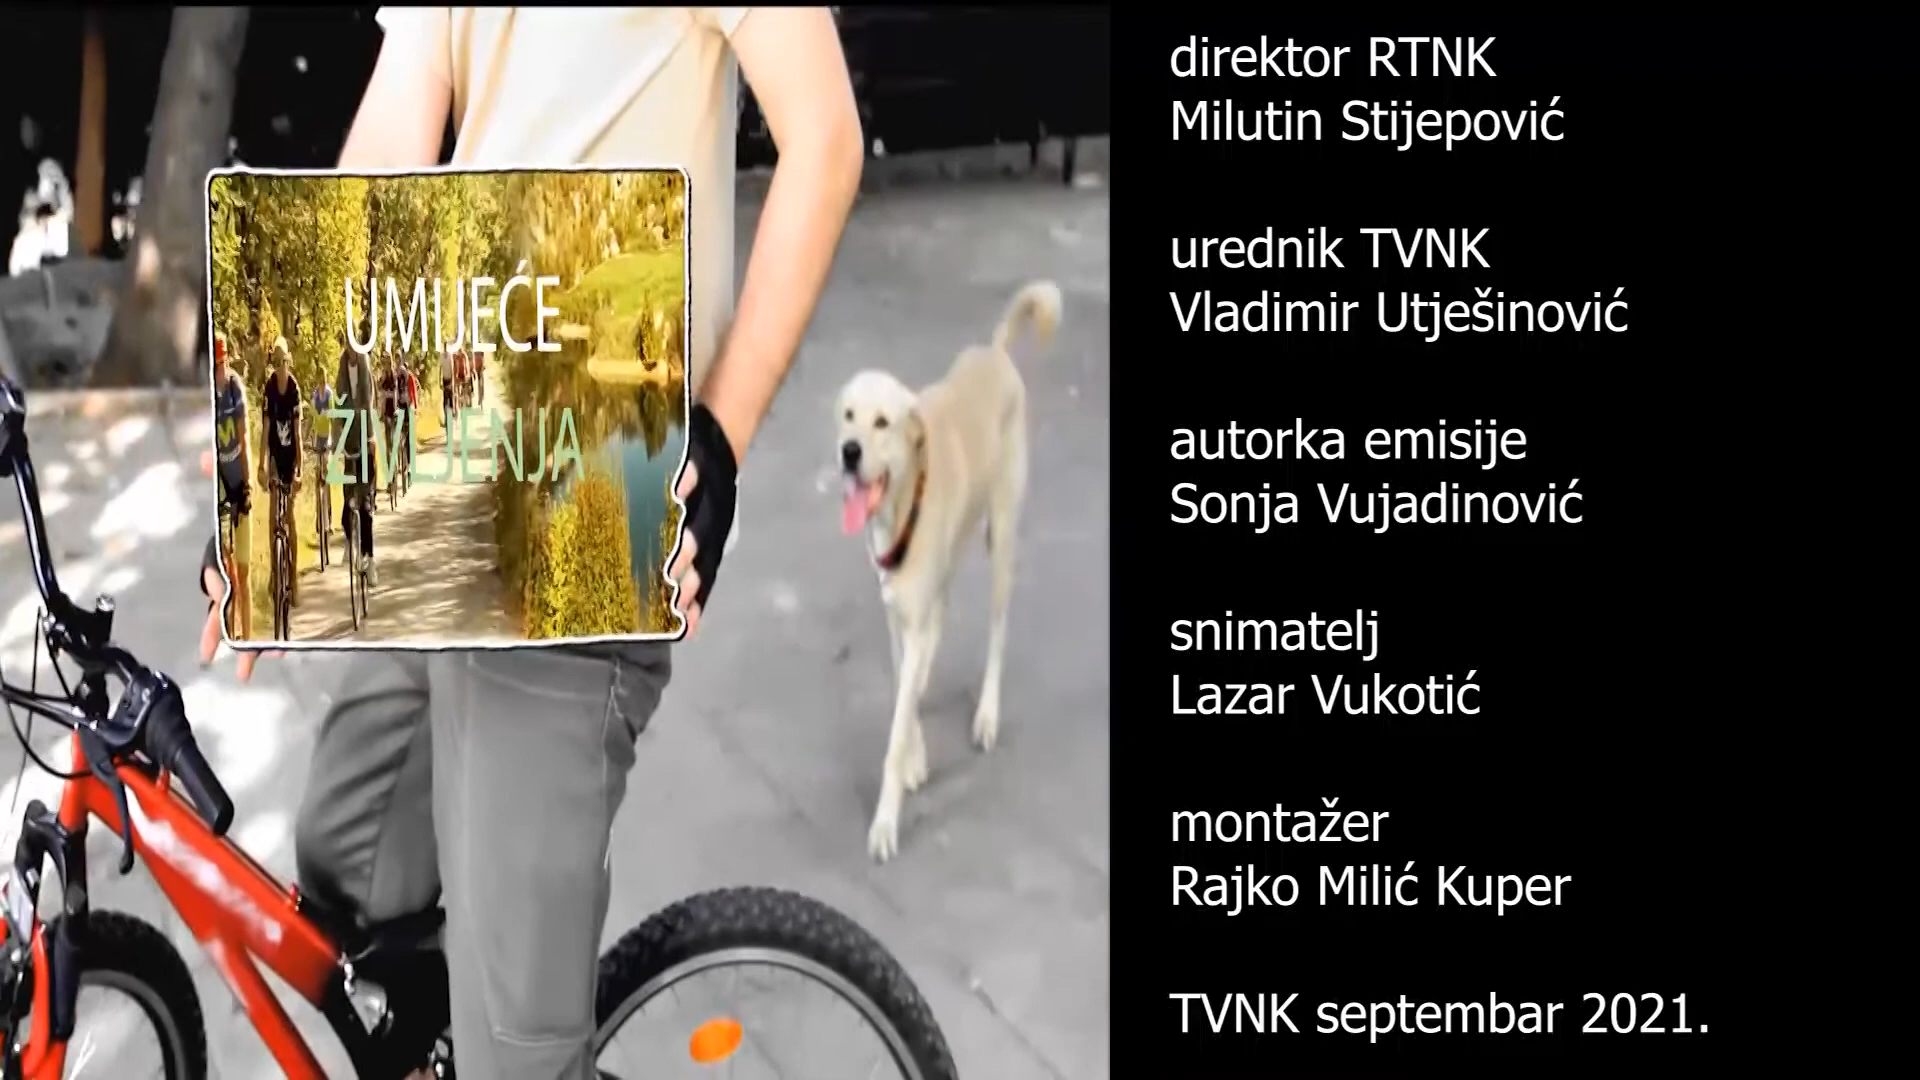 UMIJEĆE
ŽIVLJENJA
direktor RTNK
Milutin Stijepović
urednik TVNK
Vladimir Utješinović
autorka emisije
Sonja Vujadinović
snimatelj
Lazar Vukotić
montažer
Rajko Milić Kuper
TVNK septembar 2021.